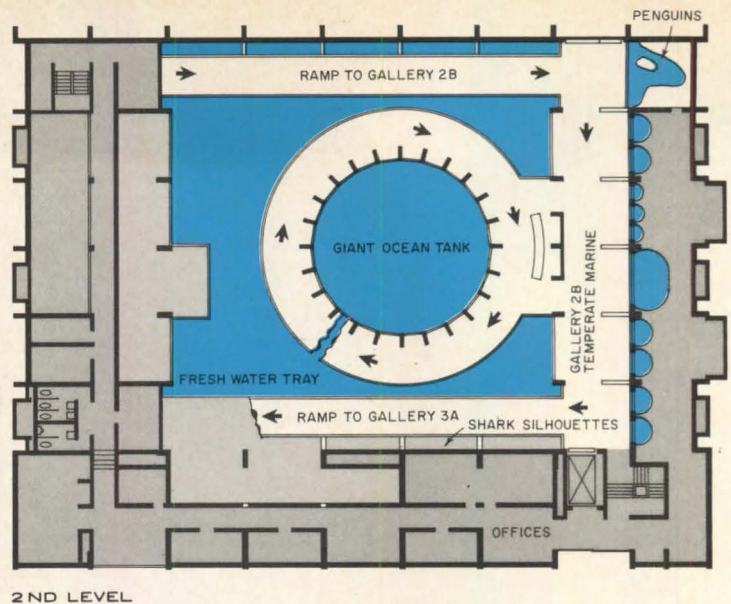 PENGUINS
RAMP TO GALLERY 2B
GIANT OCEAN TANK
GALLERY 2B
TEMPERATE MARINE
FRESH WATER TRAY
RAMP TO GALLERY 3A
SHARK SILHOUETTES
OFFICES
2ND LEVEL